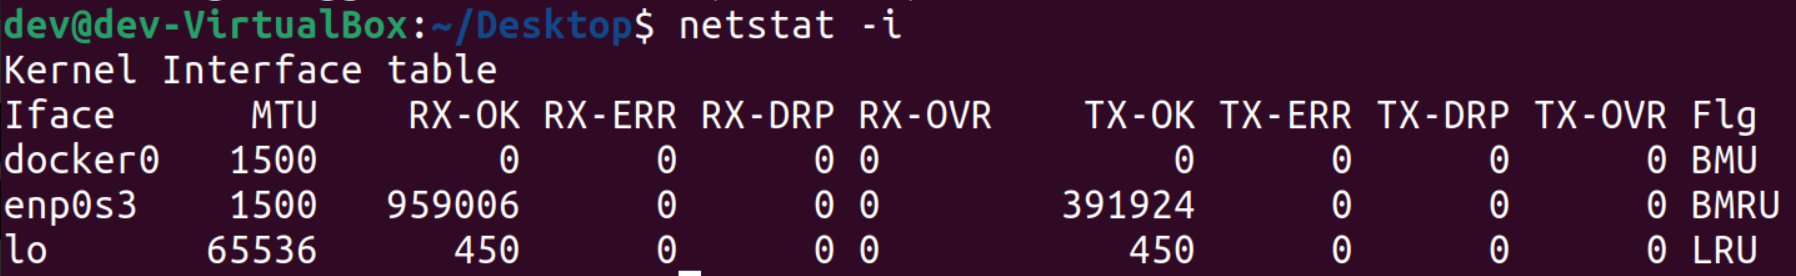 dev@dev-VirtualBox:~/Desktop$ netstat -i
Kernel Interface table
Iface      MTU    RX-OK RX-ERR RX-DRP RX-OVR    TX-OK TX-ERR TX-DRP TX-OVR Flg
docker0   1500        0      0      0 0             0      0      0      0 BMU
enp0s3    1500   959006      0      0 0        391924      0      0      0 BMRU
lo       65536      450      0      0 0           450      0      0      0 LRU